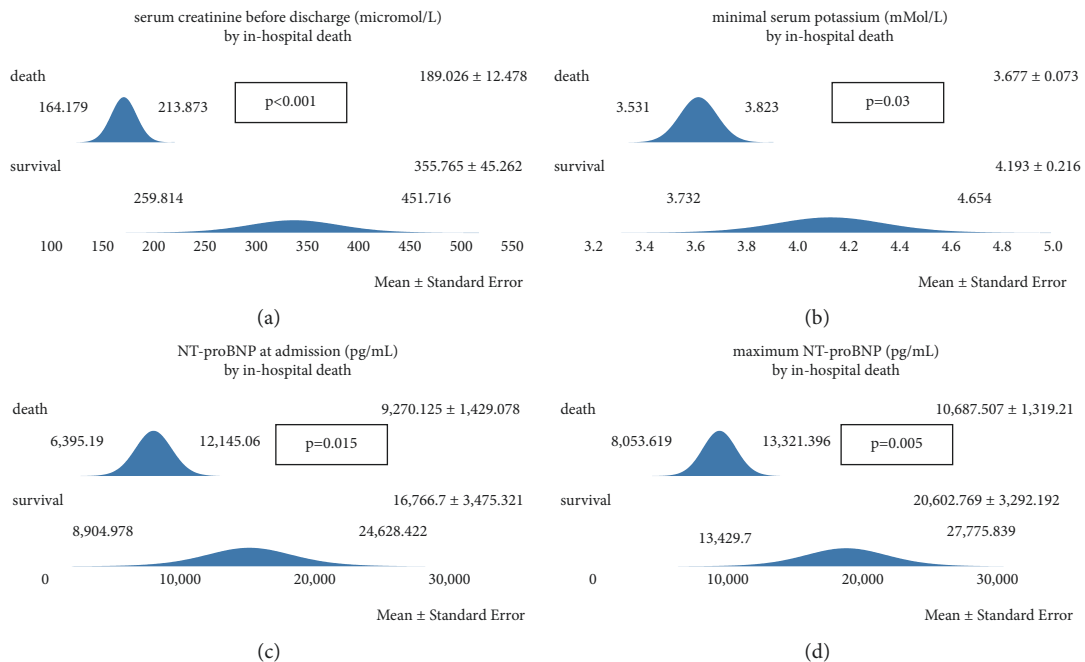 serum creatinine before discharge (micromol/L)
by in-hospital death
death
189.026 ± 12.478
164.179
213.873
p<0.001
survival
355.765 ± 45.262
259.814
451.716
100 150 200 250 300 350 400 450 500 550
Mean ± Standard Error
(a)
minimal serum potassium (mMol/L)
by in-hospital death
death
3.677 ± 0.073
3.531
3.823
p=0.03
survival
4.193 ± 0.216
3.732
4.654
3.2 3.4 3.6 3.8 4.0 4.2 4.4 4.6 4.8 5.0
Mean ± Standard Error
(b)
NT-proBNP at admission (pg/mL)
by in-hospital death
death
9,270.125 ± 1,429.078
6,395.19
12,145.06
p=0.015
survival
16,766.7 ± 3,475.321
8,904.978
24,628.422
0 10,000 20,000 30,000
Mean ± Standard Error
(c)
maximum NT-proBNP (pg/mL)
by in-hospital death
death
10,687.507 ± 1,319.21
8,053.619
13,321.396
p=0.005
survival
20,602.769 ± 3,292.192
13,429.7
27,775.839
0 10,000 20,000 30,000
Mean ± Standard Error
(d)